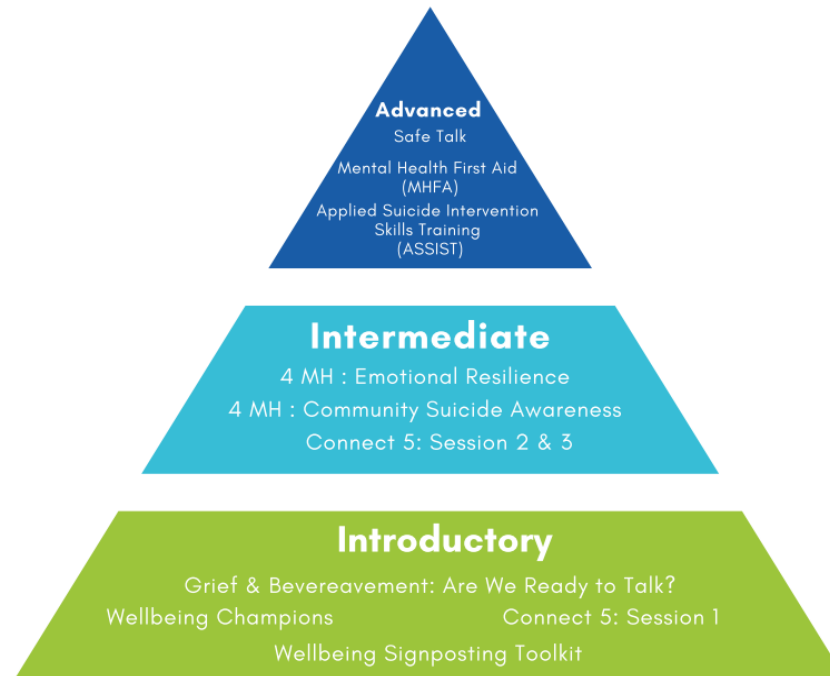 Advanced
Safe Talk
Mental Health First Aid
(MHFA)
Applied Suicide Intervention
Skills Training
(ASSIST)
Intermediate
4 MH : Emotional Resilience
4 MH : Community Suicide Awareness
Connect 5: Session 2 & 3
Introductory
Grief & Bevereavement: Are We Ready to Talk?
Wellbeing Champions Connect 5: Session 1
Wellbeing Signposting Toolkit